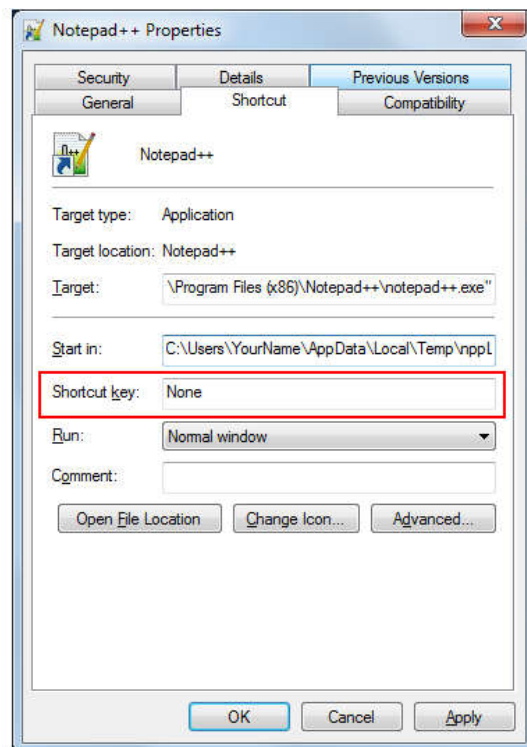 Notepad++ Properties
Security Details Previous Versions
General Shortcut Compatibility
Notepad++
Target type: Application
Target location: Notepad++
Target: \Program Files (x86)\Notepad++\notepad++.exe"
Start in: C:\Users\YourName\AppData\Local\Temp\nppL
Shortcut key: None
Run: Normal window
Comment:
Open File Location Change Icon... Advanced...
OK Cancel Apply